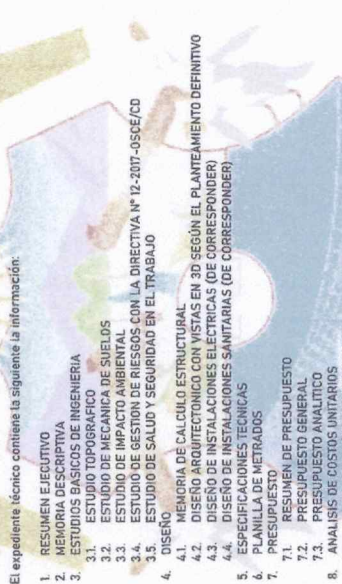 El expediente técnico contiene la siguiente la información:
1. RESUMEN EJECUTIVO
2. MEMORIA DESCRIPTIVA
3. ESTUDIOS BASICOS DE INGENIERIA
3.1. ESTUDIO TOPOGRAFICO
3.2. ESTUDIO DE MECANICA DE SUELOS
3.3. ESTUDIO DE IMPACTO AMBIENTAL
3.4. ESTUDIO DE GESTION DE RIESGOS CON LA DIRECTIVA N° 12-2017-OSCE/CD
3.5. ESTUDIO DE SALUD Y SEGURIDAD EN EL TRABAJO
4. DISEÑO
4.1. MEMORIA DE CALCULO ESTRUCTURAL
4.2. DISEÑO ARQUITECTONICO CON VISTAS EN 3D SEGÚN EL PLANTEAMIENTO DEFINITIVO
4.3. DISEÑO DE INSTALACIONES ELECTRICAS (DE CORRESPONDER)
4.4. DISEÑO DE INSTALACIONES SANITARIAS (DE CORRESPONDER)
5. ESPECIFICACIONES TECNICAS
6. PLANILLA DE METRADOS
7. PRESUPUESTO
7.1. RESUMEN DE PRESUPUESTO
7.2. PRESUPUESTO GENERAL
7.3. PRESUPUESTO ANALITICO
8. ANALISIS DE COSTOS UNITARIOS